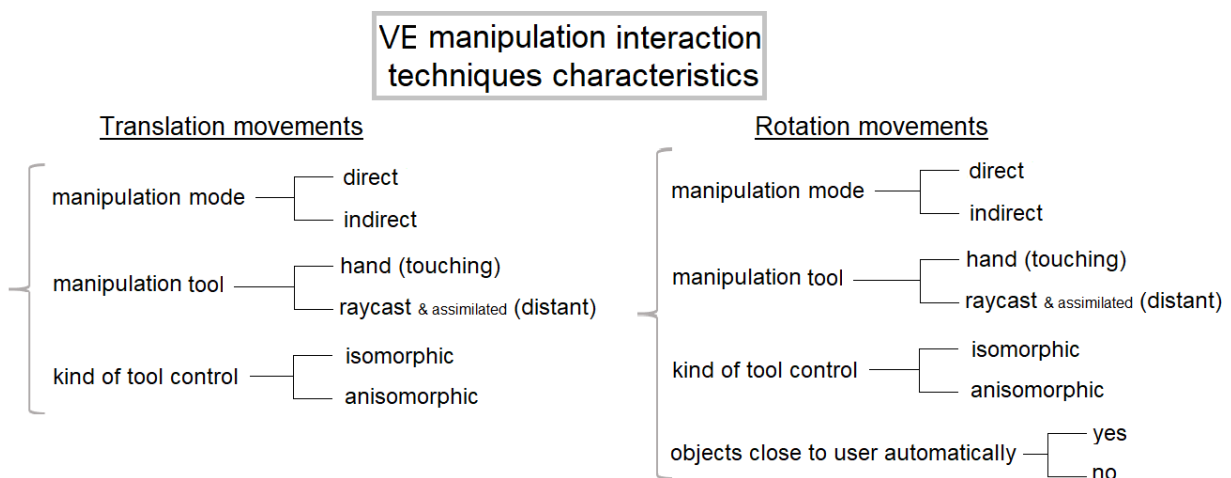 VE manipulation interaction
techniques characteristics
Translation movements
manipulation mode
direct
indirect
manipulation tool
hand (touching)
raycast & assimilated (distant)
kind of tool control
isomorphic
anisomorphic
Rotation movements
manipulation mode
direct
indirect
manipulation tool
hand (touching)
raycast & assimilated (distant)
kind of tool control
isomorphic
anisomorphic
objects close to user automatically
yes
no